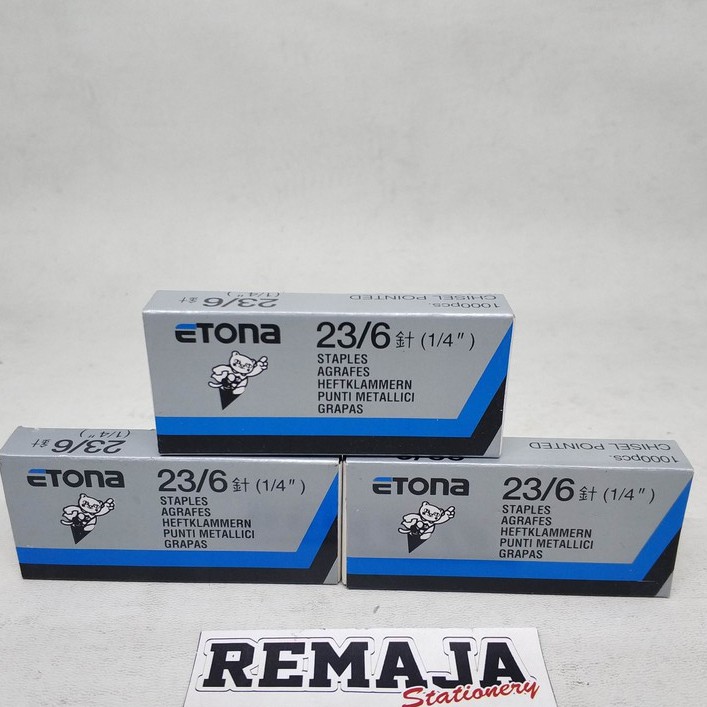 1000pcs.
CHISEL POINTED
23/6 針
(1/4")
ETONA
23/6 針 (1/4")
STAPLES
AGRAFES
HEFTKLAMMERN
PUNTI METALLICI
GRAPAS
23/6 針
(1/4")
ETONA
23/6 針 (1/4")
STAPLES
AGRAFES
HEFTKLAMMERN
PUNTI METALLICI
GRAPAS
1000pcs.
CHISEL POINTED
ETONA
23/6 針 (1/4")
STAPLES
AGRAFES
HEFTKLAMMERN
PUNTI METALLICI
GRAPAS
REMAJA
Stationery